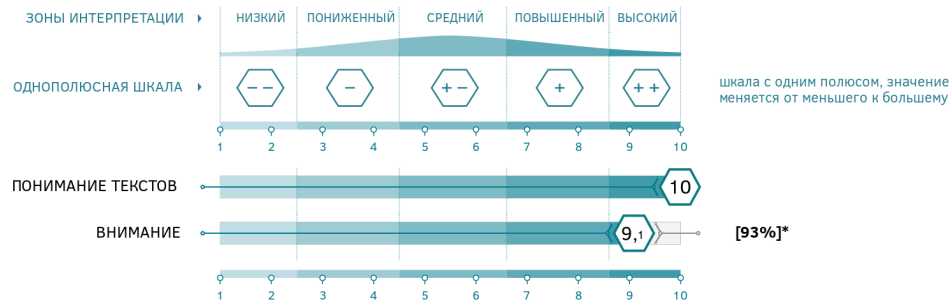 ЗОНЫ ИНТЕРПРЕТАЦИИ НИЗКИЙ ПОНИЖЕННЫЙ СРЕДНИЙ ПОВЫШЕННЫЙ ВЫСОКИЙ
ОДНОПОЛЮСНАЯ ШКАЛА – – – + – + + + шкала с одним полюсом, значение
меняется от меньшего к большему
1 2 3 4 5 6 7 8 9 10
ПОНИМАНИЕ ТЕКСТОВ 10
ВНИМАНИЕ 9,1 [93%]*
1 2 3 4 5 6 7 8 9 10